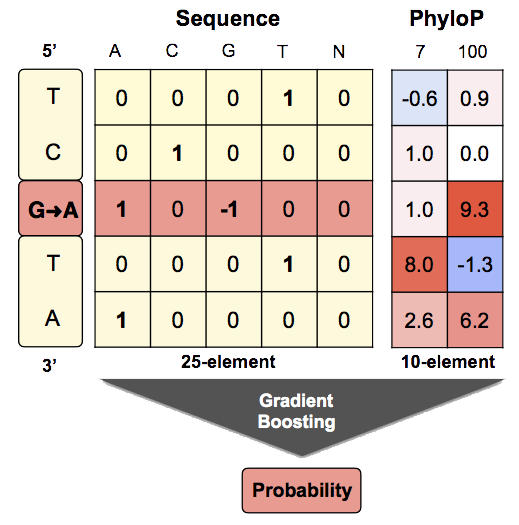 Sequence PhyloP
5’ A C G T N 7 100
T 0 0 0 1 0 -0.6 0.9
C 0 1 0 0 0 1.0 0.0
G→A 1 0 -1 0 0 1.0 9.3
T 0 0 0 1 0 8.0 -1.3
A 1 0 0 0 0 2.6 6.2
3’ 25-element 10-element
Gradient
Boosting
Probability